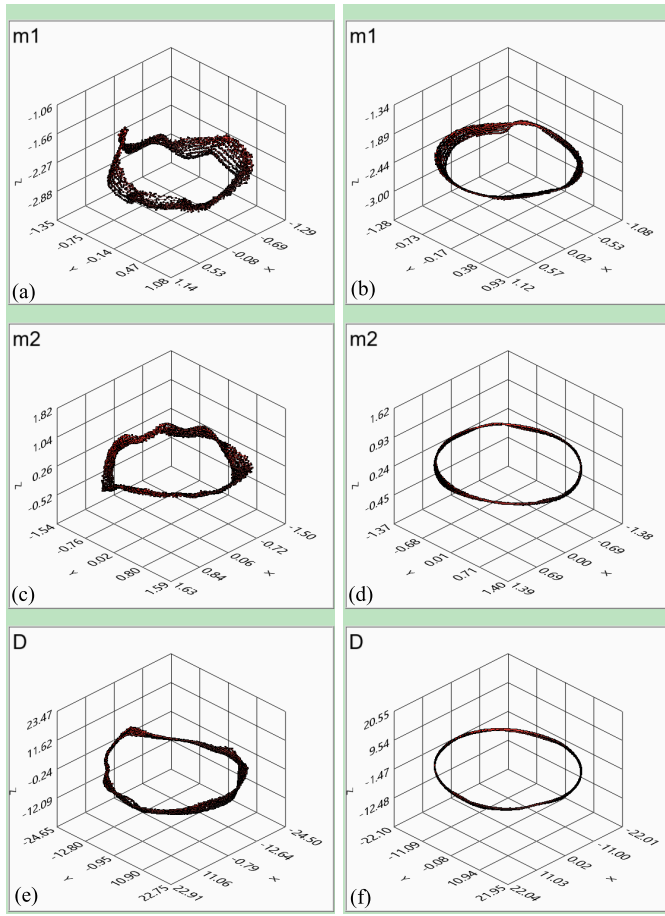 m1
-1.06
-1.66
-2.27
-2.88
Z
-1.35
-0.75
-0.14
0.47
1.08
Y
1.14
0.53
-0.08
-0.69
-1.29
X
(a)
m1
-1.34
-1.89
-2.44
-3.00
Z
-1.28
-0.73
-0.17
0.38
0.93
Y
1.12
0.57
0.02
-0.53
-1.08
X
(b)
m2
1.82
1.04
0.26
-0.52
Z
-1.54
-0.76
0.02
0.80
1.59
Y
1.63
0.84
0.06
-0.72
-1.50
X
(c)
m2
1.62
0.93
0.24
-0.45
Z
-1.37
-0.68
0.01
0.71
1.40
Y
1.39
0.69
0.00
-0.69
-1.38
X
(d)
D
23.47
11.62
-0.24
-12.09
Z
-24.65
-12.80
-0.95
10.90
22.75
Y
22.91
11.06
-0.79
-12.64
-24.50
X
(e)
D
20.55
9.54
-1.47
-12.48
Z
-22.10
-11.09
-0.08
10.94
21.95
Y
22.04
11.03
0.02
-11.00
-22.01
X
(f)